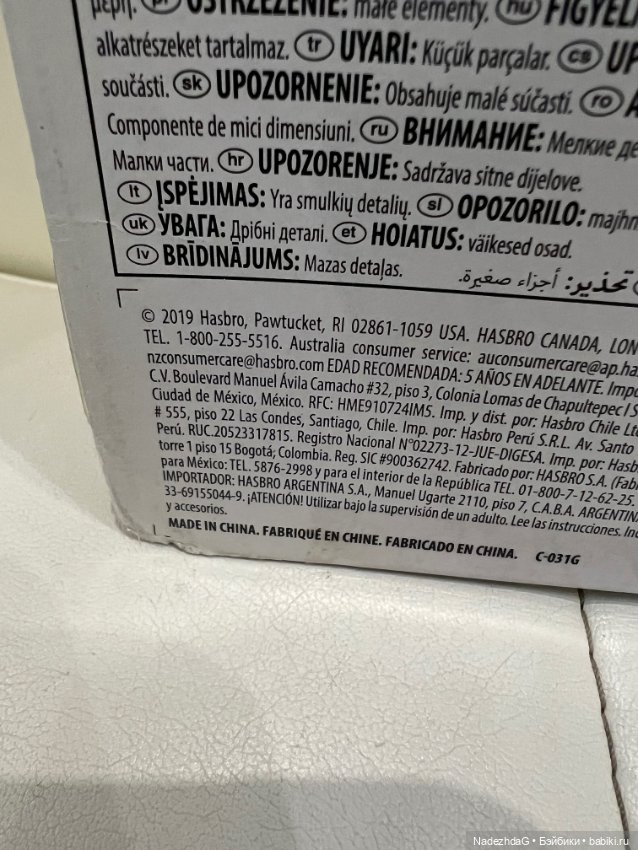 μέρη. pl OSTRZEŻENIE: małe elementy. hu
alkatrészeket tartalmaz. tr UYARI: Küçük parçalar. cs
součásti. sk UPOZORNENIE: Obsahuje malé súčasti. ro
Componente de mici dimensiuni. ru ВНИМАНИЕ: Мелкие
Малки части. hr UPOZORENJE: Sadržava sitne dijelove.
lt ĮSPĖJIMAS: Yra smulkių detalių. sl OPOZORILO:
uk УВАГА: Дрібні деталі. et HOIATUS: väikesed osad.
lv BRĪDINĀJUMS: Mazas detaļas. تحذير: أجزاء صغيرة.
© 2019 Hasbro, Pawtucket, RI 02861-1059 USA. HASBRO CANADA,
TEL. 1-800-255-5516. Australia consumer service:
nzconsumercare@hasbro.com EDAD RECOMENDADA: 5 AÑOS EN ADELANTE.
C.V. Boulevard Manuel Ávila Camacho #32, piso 3, Colonia Lomas de Chapultepec
Ciudad de México, México. RFC: HME910724IM5. Imp. y dist. por: Hasbro Chile
# 555, piso 22 Las Condes, Santiago, Chile. Imp. por: Hasbro Perú S.R.L. Av. Santo
Perú. RUC.20523317815. Registro Nacional N°02273-12-JUE-DIGESA. Imp. por:
torre 1 piso 15 Bogotá; Colombia. Reg. SIC #900362742. Fabricado por: HASBRO S.A.
para México: TEL. 5876-2998 y para el interior de la República TEL. 01-800-7-12-62-25.
IMPORTADOR: HASBRO ARGENTINA S.A., Manuel Ugarte 2110, piso 7, C.A.B.A.
33-69155044-9. ¡ATENCIÓN! Utilizar bajo la supervisión de un adulto. Lee las instrucciones.
y accesorios.
MADE IN CHINA. FABRIQUÉ EN CHINE. FABRICADO EN CHINA. C-031G
NadezhdaG • Бэйбики • babiki.ru